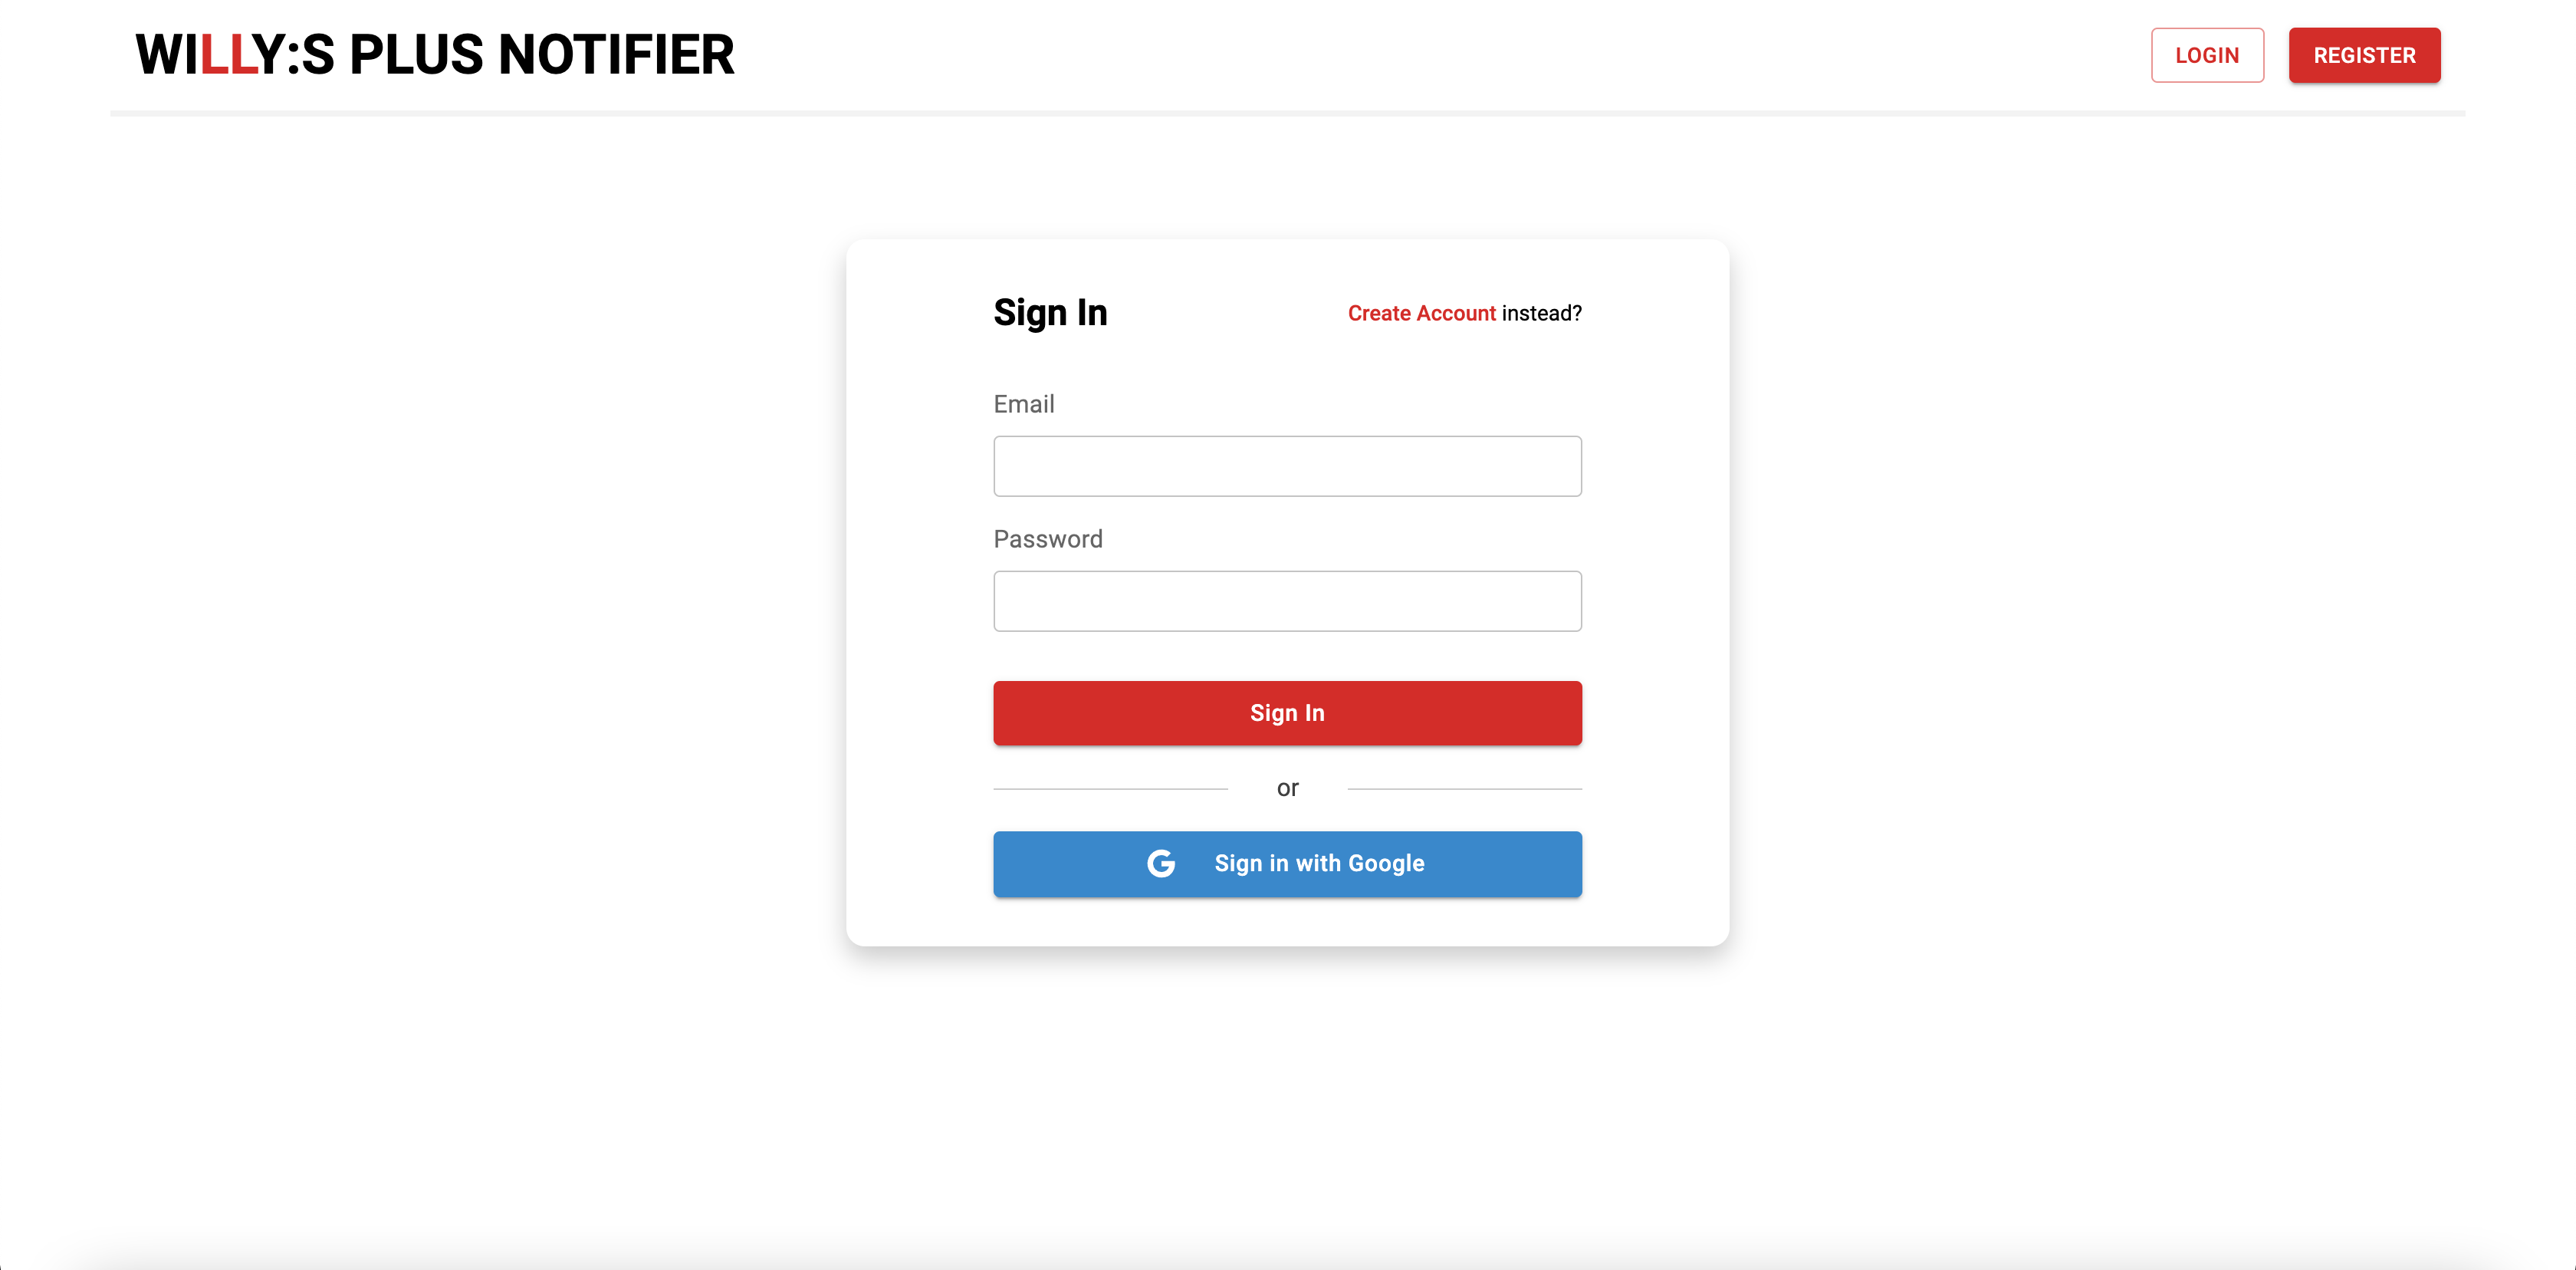 WILLY:S PLUS NOTIFIER
LOGIN
REGISTER
Sign In
Create Account instead?
Email
Password
Sign In
or
Sign in with Google